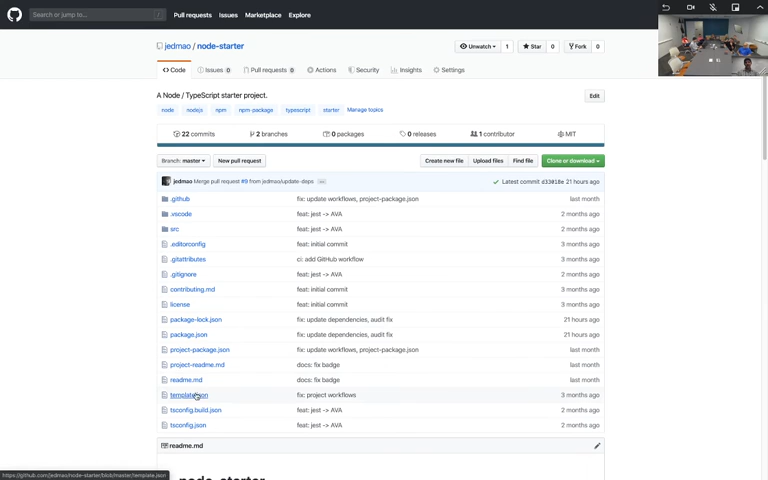 Search or jump to... /
Pull requests Issues Marketplace Explore
jedmao / node-starter
Unwatch 1 Star 0 Fork 0
Code Issues 0 Pull requests 0 Actions Security Insights Settings
A Node / TypeScript starter project. Edit
node nodejs npm npm-package typescript starter Manage topics
22 commits 2 branches 0 packages 0 releases 1 contributor MIT
Branch: master New pull request Create new file Upload files Find file Clone or download
jedmao Merge pull request #9 from jedmao/update-deps ... Latest commit d33018e 21 hours ago
.github fix: update workflows, project-package.json last month
.vscode feat: jest -> AVA 2 months ago
src feat: jest -> AVA 2 months ago
.editorconfig feat: initial commit 3 months ago
.gitattributes ci: add GitHub workflow 3 months ago
.gitignore feat: jest -> AVA 2 months ago
contributing.md feat: initial commit 3 months ago
license feat: initial commit 3 months ago
package-lock.json fix: update dependencies, audit fix 21 hours ago
package.json fix: update dependencies, audit fix 21 hours ago
project-package.json fix: update workflows, project-package.json last month
project-readme.md docs: fix badge last month
readme.md docs: fix badge last month
template.json fix: project workflows 3 months ago
tsconfig.build.json feat: jest -> AVA 2 months ago
tsconfig.json feat: jest -> AVA 2 months ago
readme.md
node-starter
https://github.com/jedmao/node-starter/blob/master/template.json